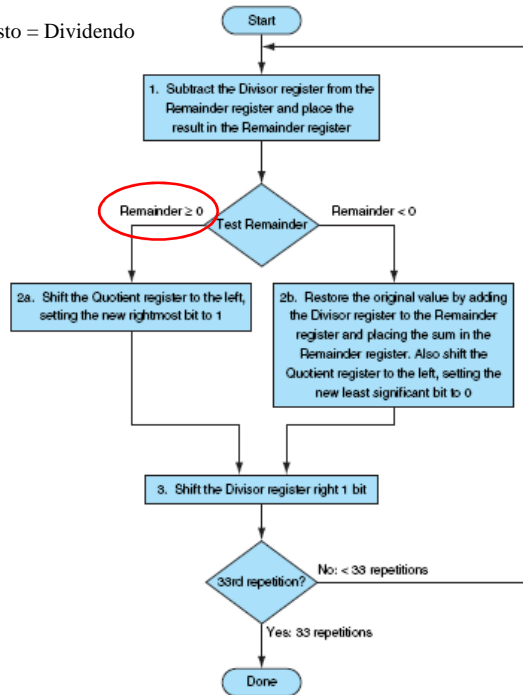 sto = Dividendo
Start
1. Subtract the Divisor register from the
Remainder register and place the
result in the Remainder register
Remainder ≥ 0
Test Remainder
Remainder < 0
2a. Shift the Quotient register to the left,
setting the new rightmost bit to 1
2b. Restore the original value by adding
the Divisor register to the Remainder
register and placing the sum in the
Remainder register. Also shift the
Quotient register to the left, setting the
new least significant bit to 0
3. Shift the Divisor register right 1 bit
33rd repetition?
No: < 33 repetitions
Yes: 33 repetitions
Done